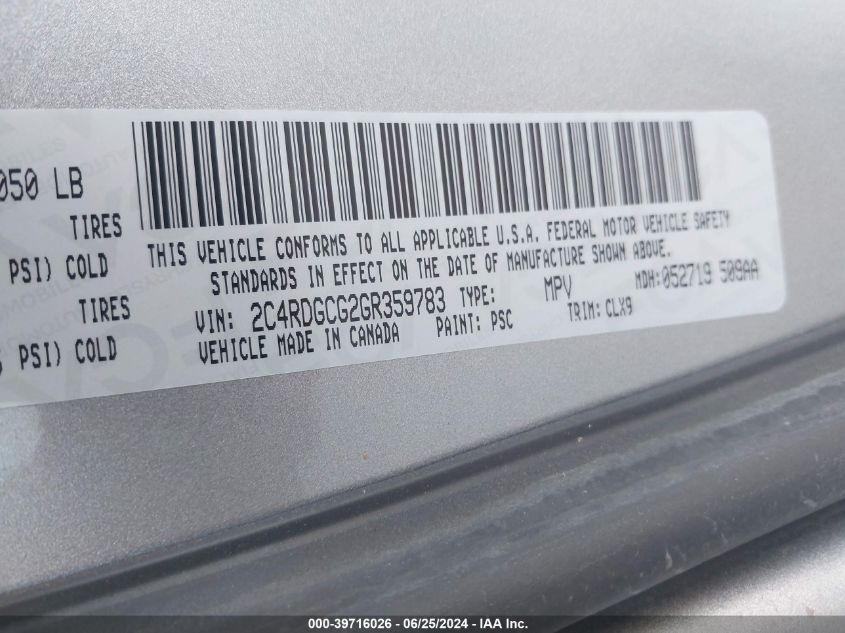 050 LB
TIRES
PSI) COLD
TIRES
PSI) COLD
THIS VEHICLE CONFORMS TO ALL APPLICABLE U.S.A. FEDERAL MOTOR VEHICLE SAFETY
STANDARDS IN EFFECT ON THE DATE OF MANUFACTURE SHOWN ABOVE.
VIN: 2C4RDGCG2GR359783 TYPE: MPV MDH: 052719 509AA
VEHICLE MADE IN CANADA PAINT: PSC TRIM: CLX9
000-39716026 - 06/25/2024 - IAA Inc.